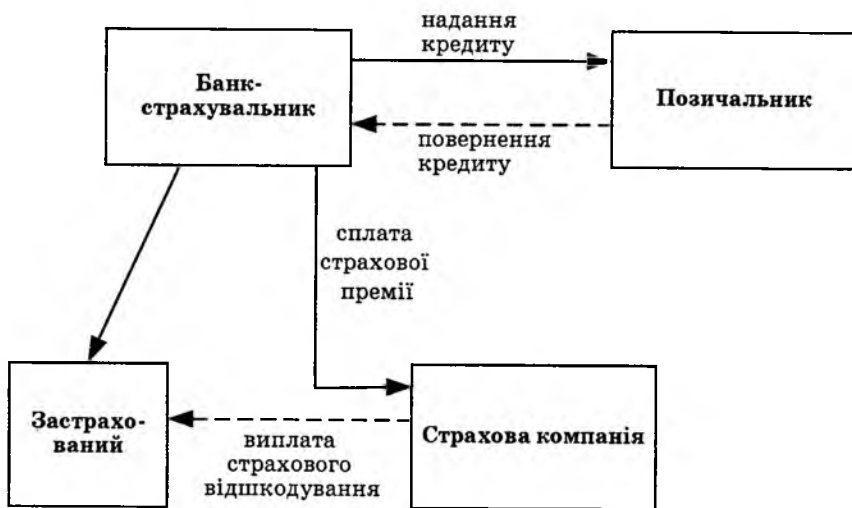 надання
кредиту
Банк-
страхувальник
Позичальник
повернення
кредиту
сплата
страхової
премії
Застрахо-
ваний
Страхова компанія
виплата
страхового
відшкодування